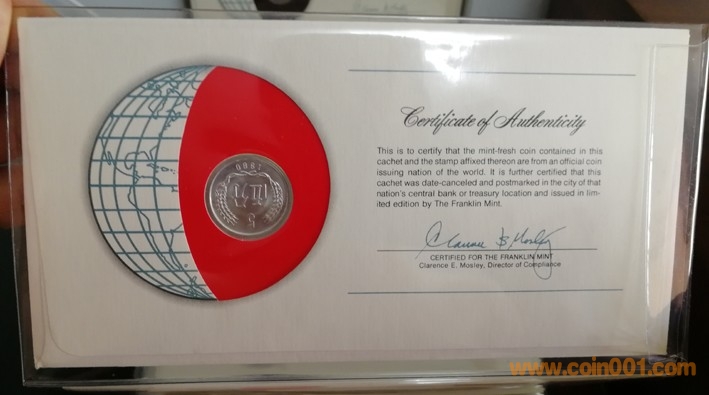 Certificate of Authenticity
This is to certify that the mint-fresh coin contained in this
cachet and the stamp affixed thereon are from an official coin
issuing nation of the world. It is further certified that this
cachet was date-canceled and postmarked in the city of that
nation's central bank or treasury location and issued in lim-
ited edition by The Franklin Mint.
Clarence E Mosley
CERTIFIED FOR THE FRANKLIN MINT
Clarence E. Mosley, Director of Compliance
1980
www.coin001.com